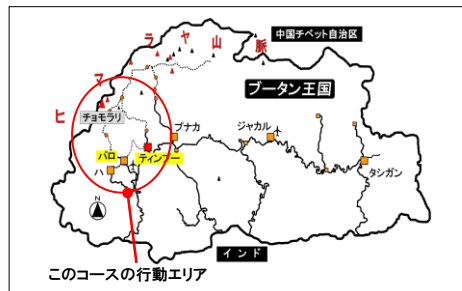 中国チベット自治区
ヒマラヤ山脈
ブータン王国
チョモラリ
プナカ
ジャカル
パロ
ティンプー
ハ
タシガン
N
インド
このコースの行動エリア